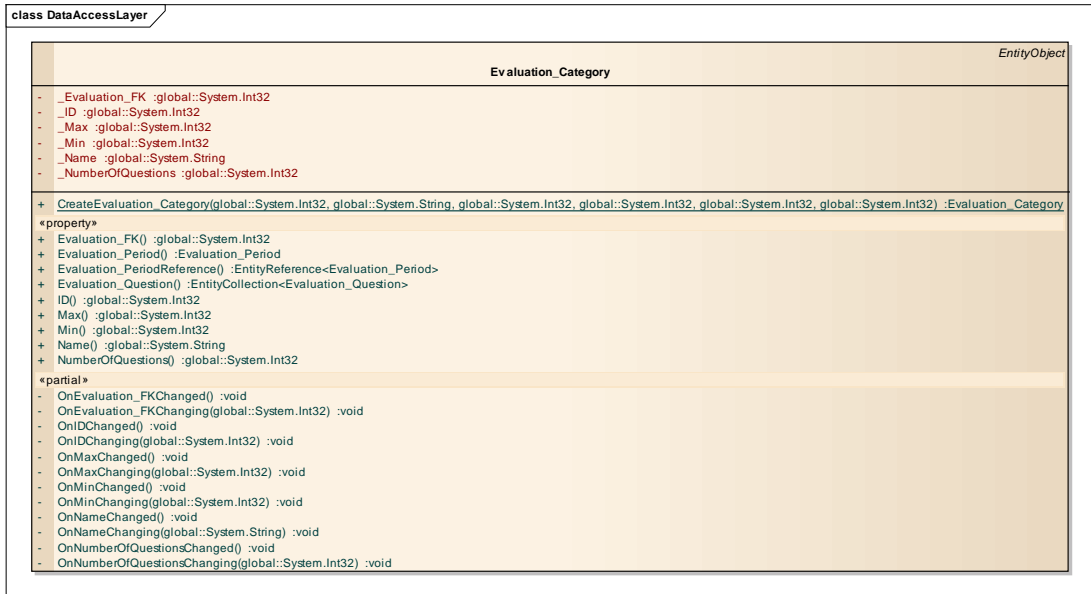 class DataAccessLayer
EntityObject
Evaluation_Category
- _Evaluation_FK :global::System.Int32
- _ID :global::System.Int32
- _Max :global::System.Int32
- _Min :global::System.Int32
- _Name :global::System.String
- _NumberOfQuestions :global::System.Int32
+ CreateEvaluation_Category(global::System.Int32, global::System.String, global::System.Int32, global::System.Int32, global::System.Int32, global::System.Int32) :Evaluation_Category
«property»
+ Evaluation_FK() :global::System.Int32
+ Evaluation_Period() :Evaluation_Period
+ Evaluation_PeriodReference() :EntityReference<Evaluation_Period>
+ Evaluation_Question() :EntityCollection<Evaluation_Question>
+ ID() :global::System.Int32
+ Max() :global::System.Int32
+ Min() :global::System.Int32
+ Name() :global::System.String
+ NumberOfQuestions() :global::System.Int32
«partial»
- OnEvaluation_FKChanged() :void
- OnEvaluation_FKChanging(global::System.Int32) :void
- OnIDChanged() :void
- OnIDChanging(global::System.Int32) :void
- OnMaxChanged() :void
- OnMaxChanging(global::System.Int32) :void
- OnMinChanged() :void
- OnMinChanging(global::System.Int32) :void
- OnNameChanged() :void
- OnNameChanging(global::System.String) :void
- OnNumberOfQuestionsChanged() :void
- OnNumberOfQuestionsChanging(global::System.Int32) :void